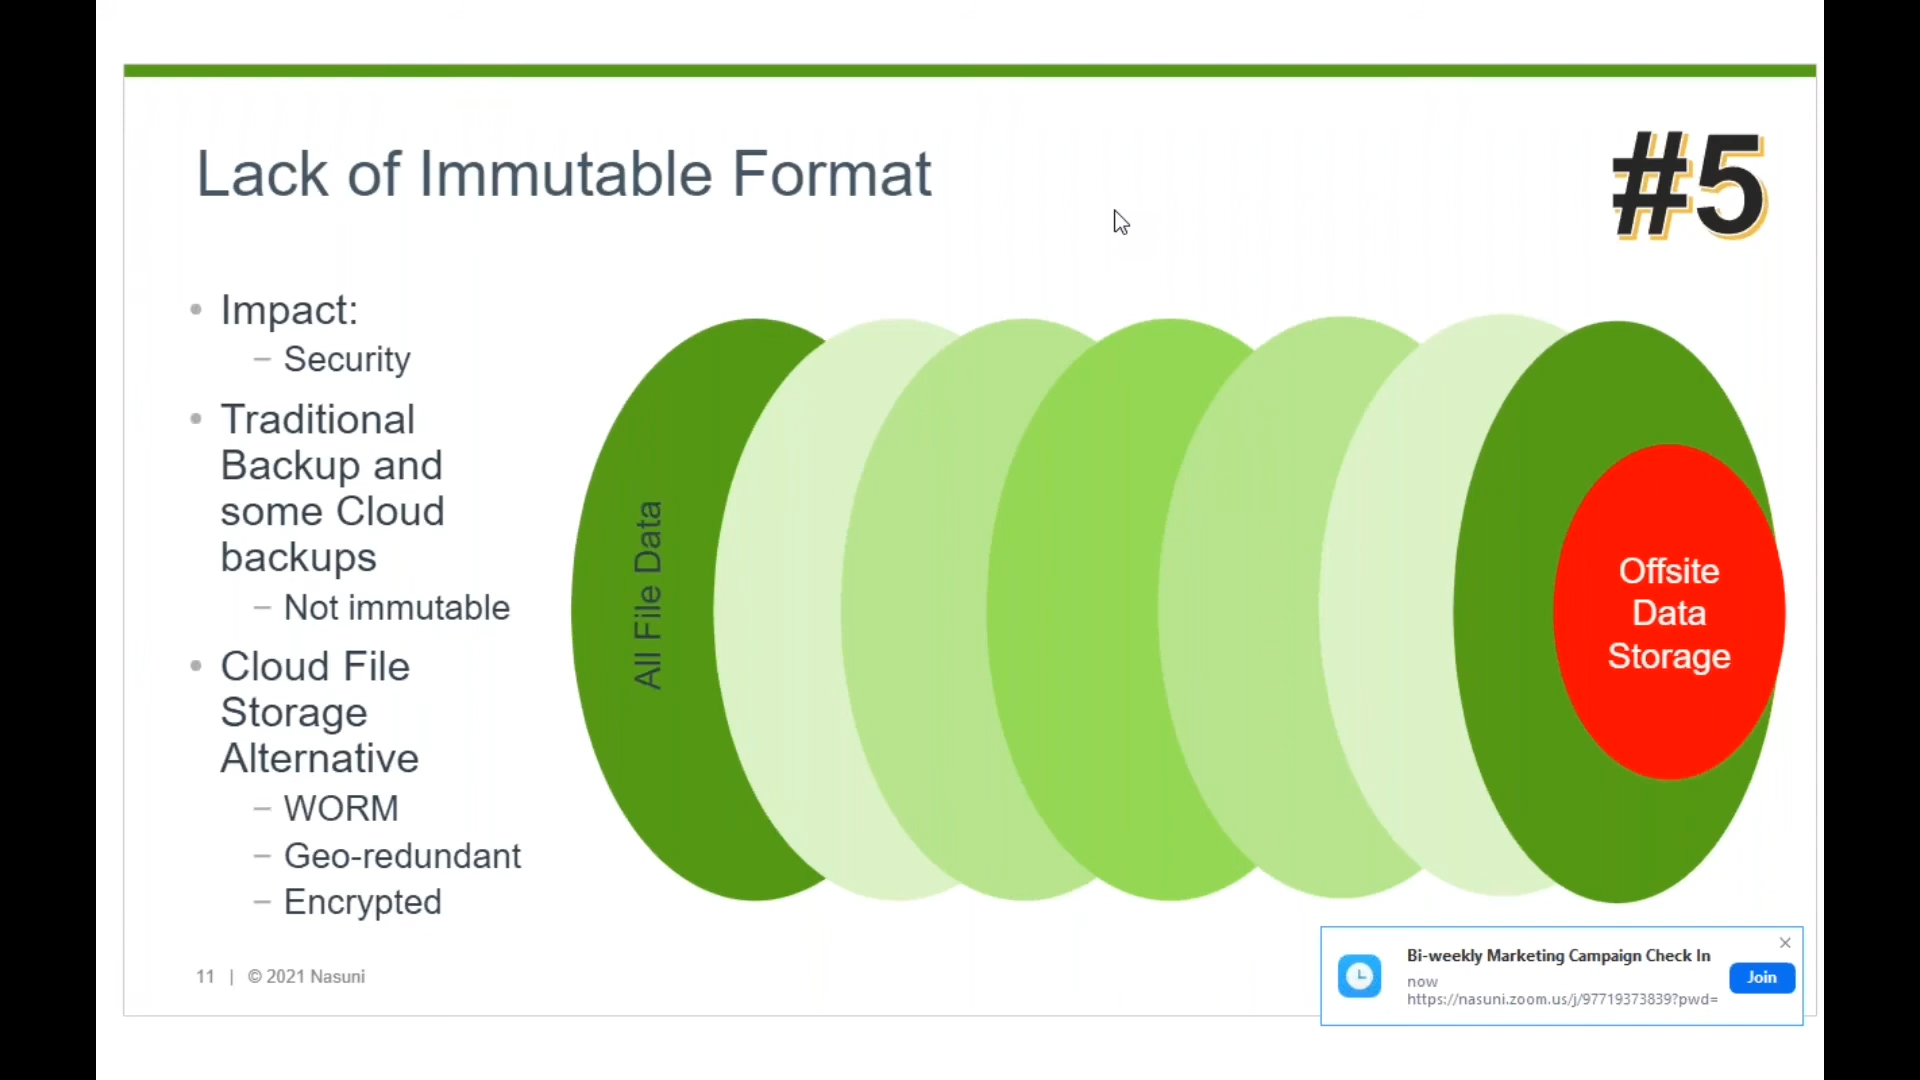 Lack of Immutable Format
#5
• Impact:
– Security
• Traditional
Backup and
some Cloud
backups
– Not immutable
• Cloud File
Storage
Alternative
– WORM
– Geo-redundant
– Encrypted
All File Data
Offsite
Data
Storage
11 | © 2021 Nasuni
Bi-weekly Marketing Campaign Check In
now
https://nasuni.zoom.us/j/97719373839?pwd=
Join